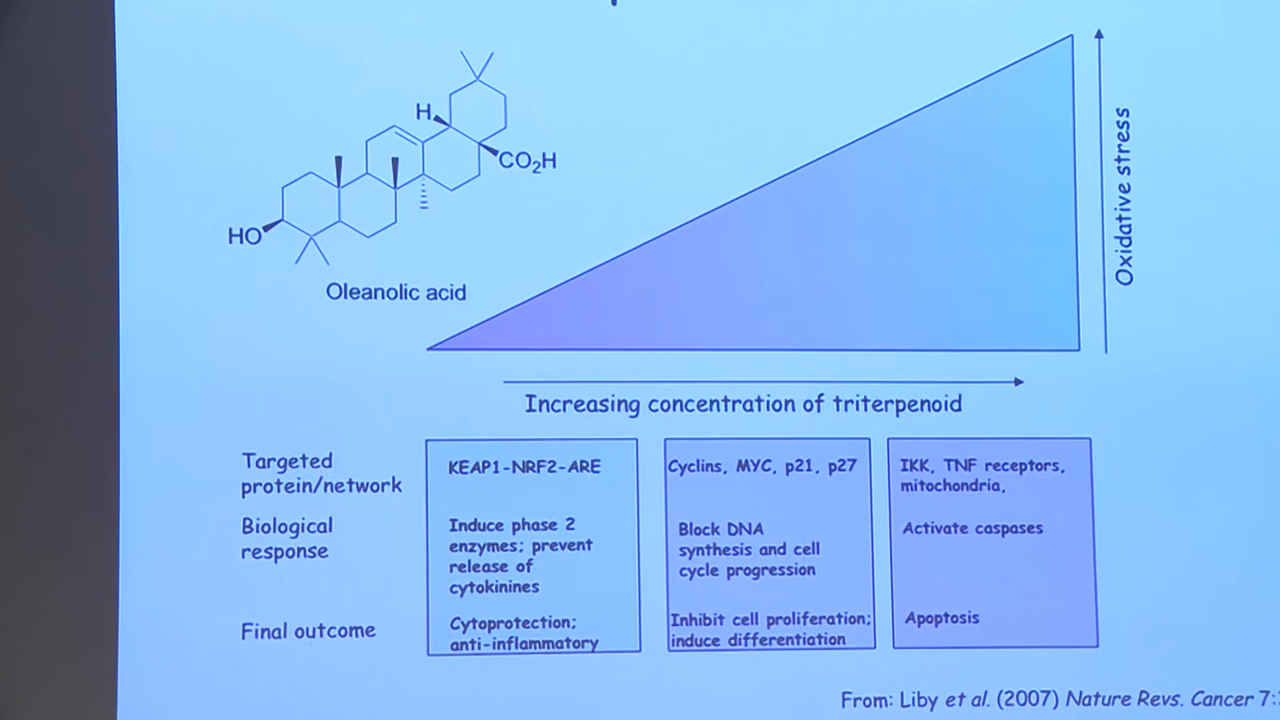 H
CO2H
HO
Oleanolic acid
Oxidative stress
Increasing concentration of triterpenoid
Targeted
protein/network
KEAP1-NRF2-ARE
Cyclins, MYC, p21, p27
IKK, TNF receptors,
mitochondria,
Biological
response
Induce phase 2
enzymes; prevent
release of
cytokinines
Block DNA
synthesis and cell
cycle progression
Activate caspases
Final outcome
Cytoprotection;
anti-inflammatory
Inhibit cell proliferation;
induce differentiation
Apoptosis
From: Liby et al. (2007) Nature Revs. Cancer 7: